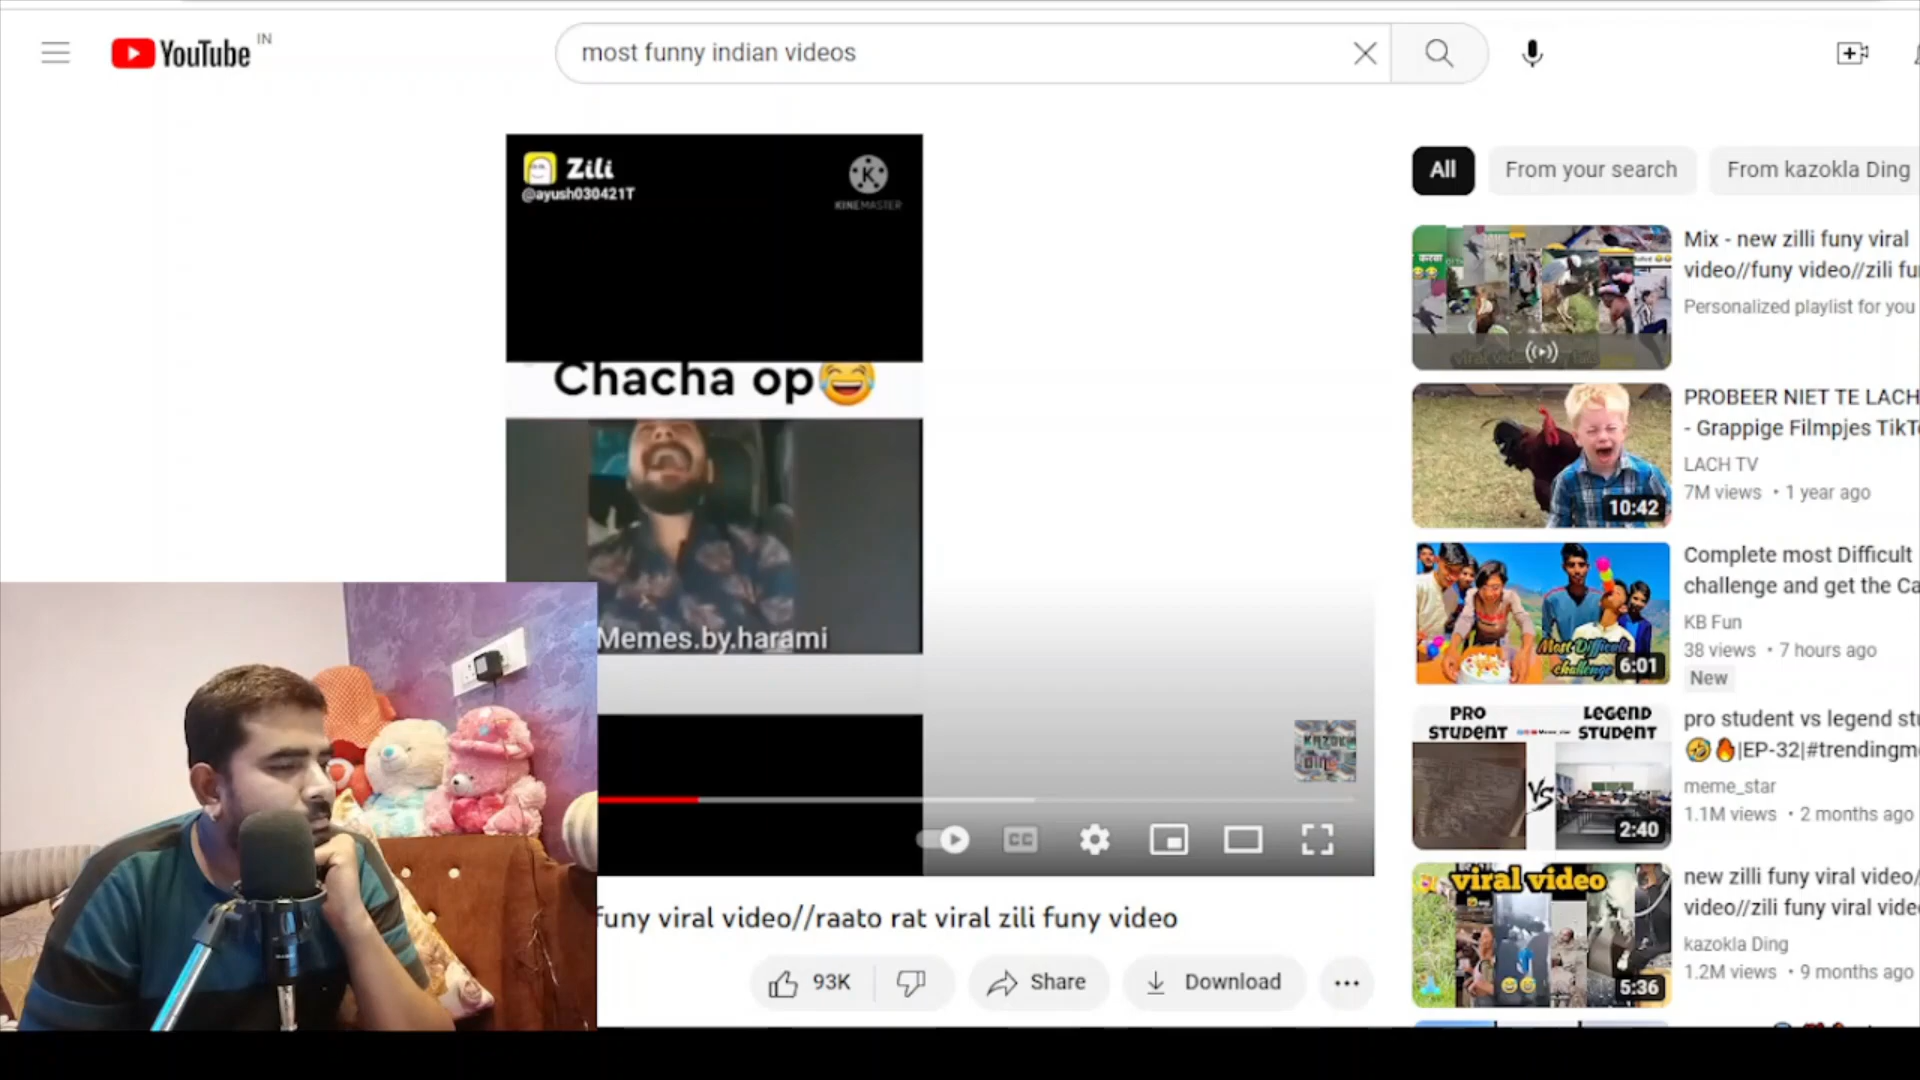 YouTube IN
most funny indian videos
Zili
@ayush030421T
KINEMASTER
Chacha op😂
Memes.by.harami
CC
funy viral video//raato rat viral zili funy video
93K
Share
Download
All
From your search
From kazokla Ding
करवा
Mix - new zilli funy viral
video//funy video//zili fu
Personalized playlist for you
PROBEER NIET TE LACH
- Grappige Filmpjes TikT
LACH TV
7M views • 1 year ago
10:42
Complete most Difficult
challenge and get the Ca
KB Fun
38 views • 7 hours ago
New
Most Difficult
challenge
6:01
PRO STUDENT
LEGEND STUDENT
VS
2:40
pro student vs legend st
🤣🔥|EP-32|#trendingm
meme_star
1.1M views • 2 months ago
viral video
5:36
new zilli funy viral video/
video//zili funy viral vide
kazokla Ding
1.2M views • 9 months ago